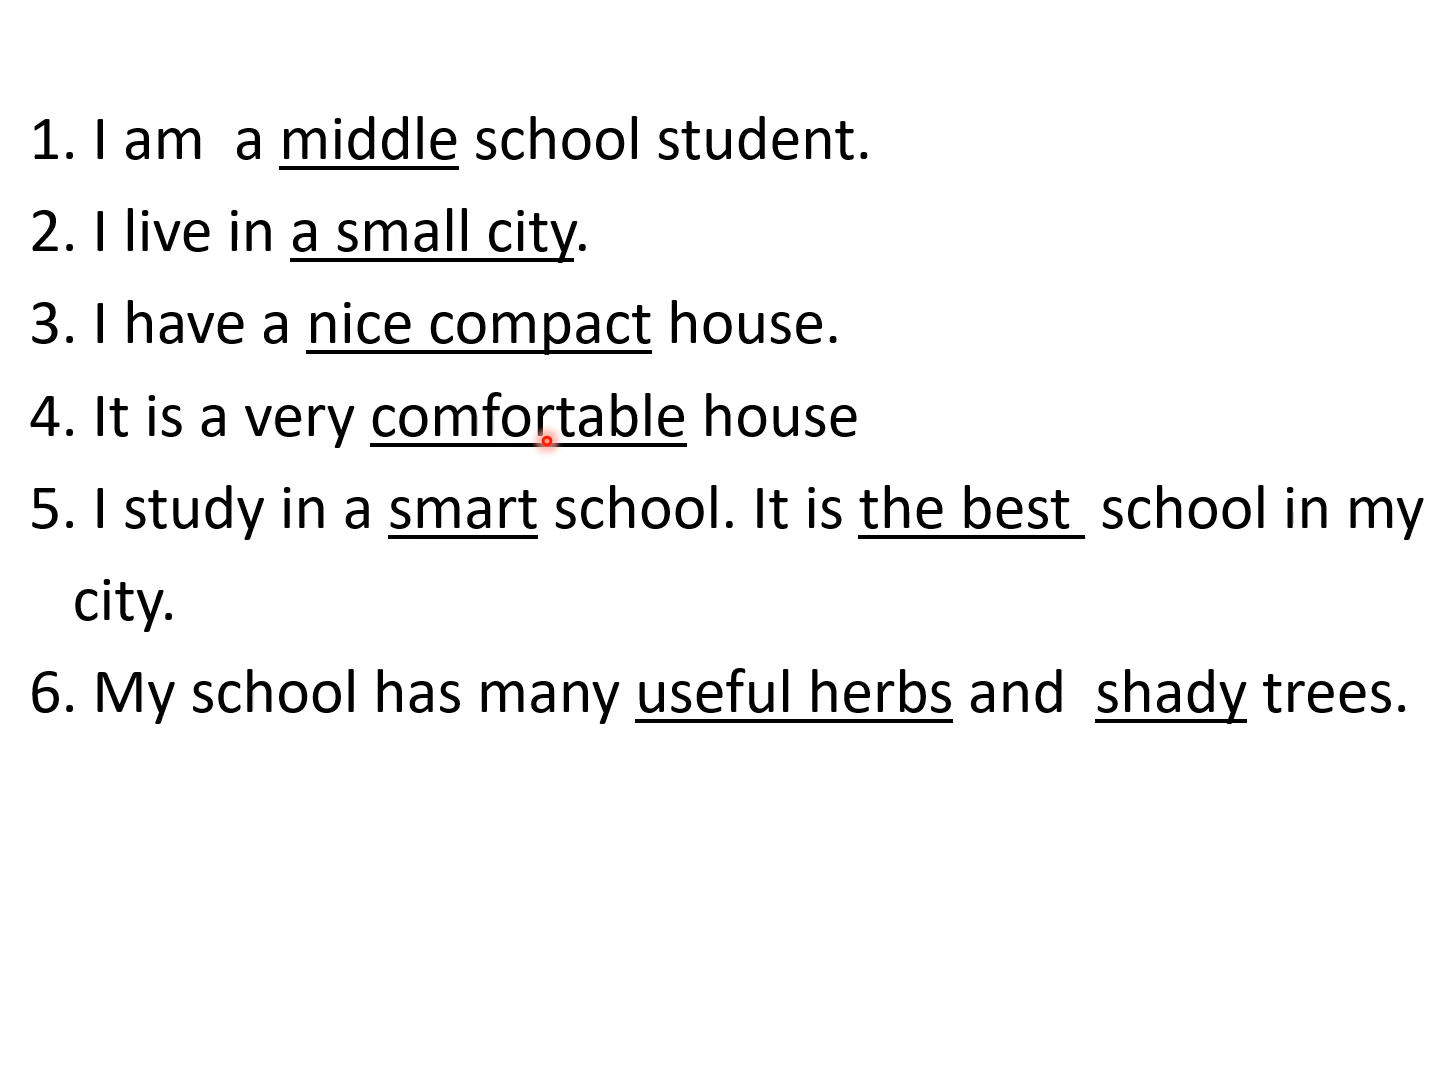 1. I am  a middle school student.
2. I live in a small city.
3. I have a nice compact house.
4. It is a very comfortable house
5. I study in a smart school. It is the best  school in my
city.
6. My school has many useful herbs and  shady trees.